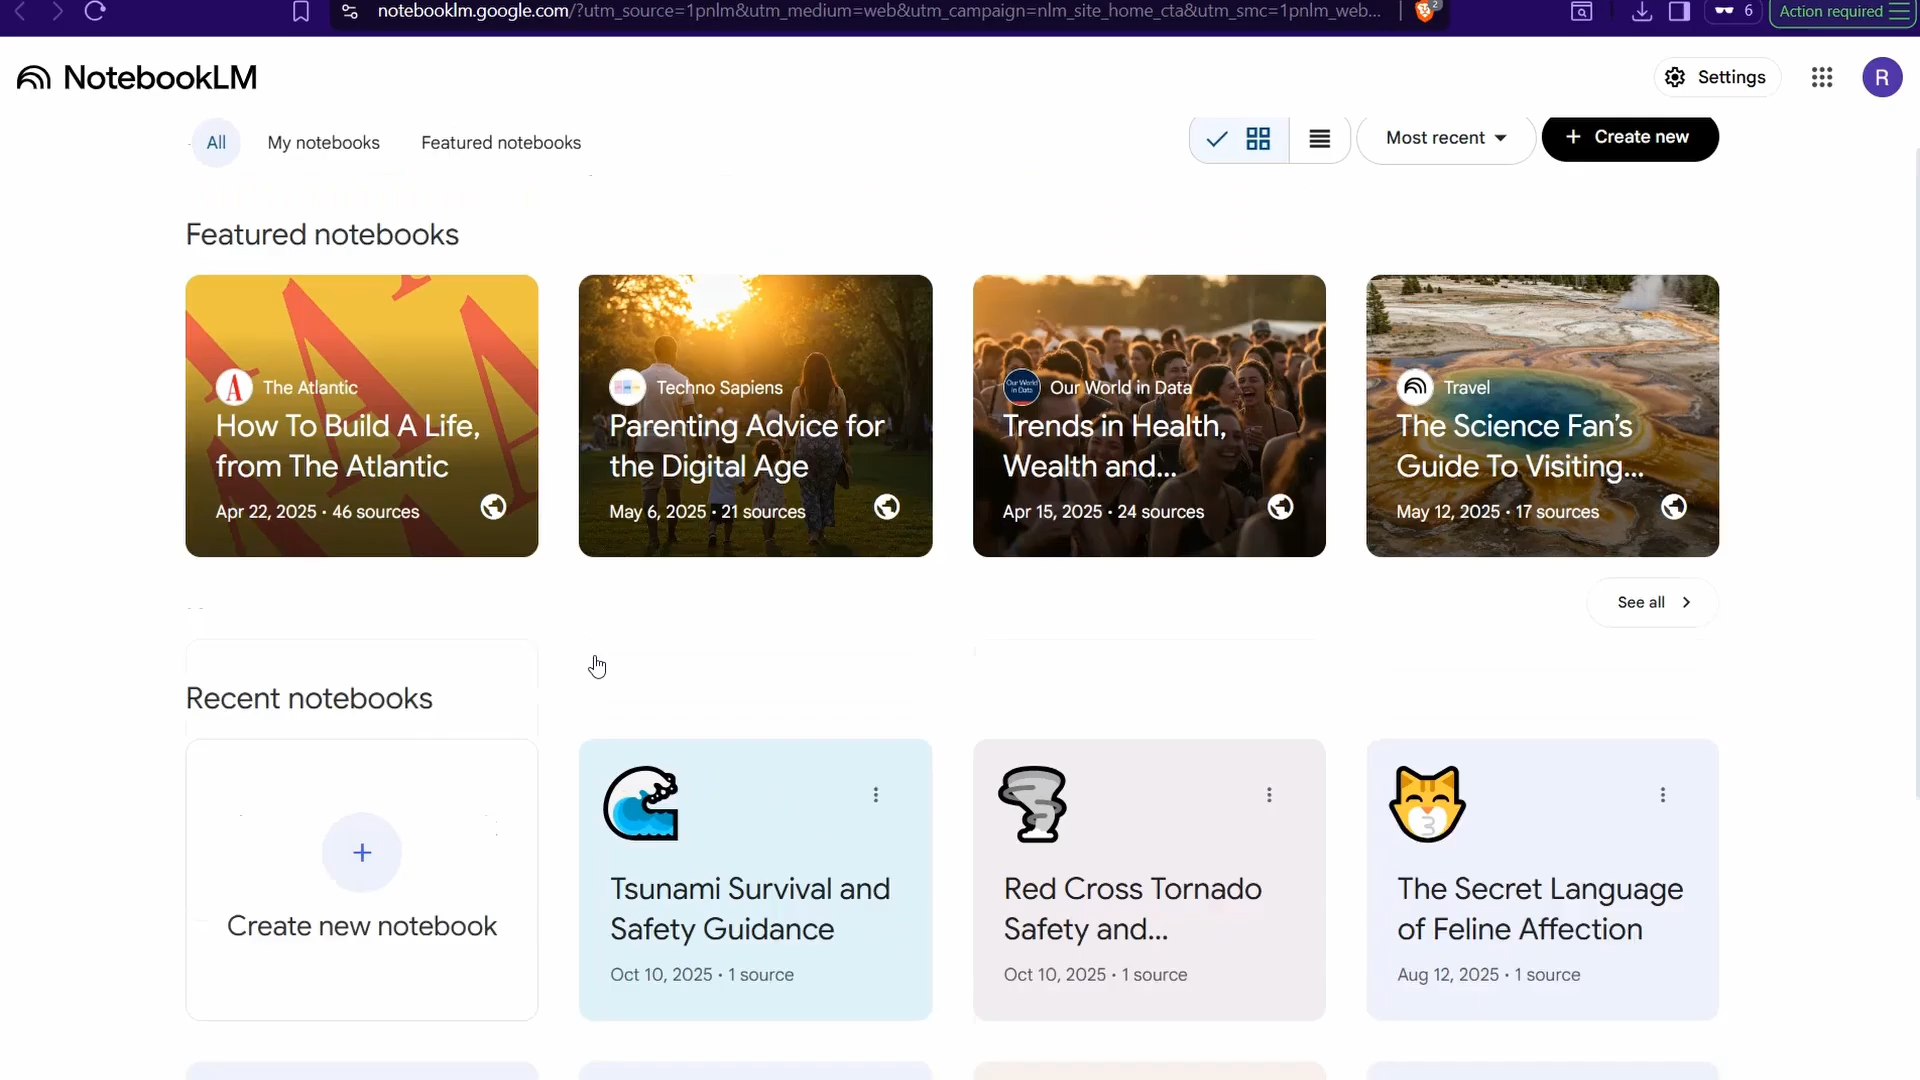 notebooklm.google.com/?utm_source=1pnlm&utm_medium=web&utm_campaign=nlm_site_home_cta&utm_smc=1pnlm_web...
2
6
Action required
NotebookLM
Settings
R
All
My notebooks
Featured notebooks
Most recent
+ Create new
Featured notebooks
A
The Atlantic
How To Build A Life,
from The Atlantic
Apr 22, 2025 • 46 sources
Techno Sapiens
Parenting Advice for
the Digital Age
May 6, 2025 • 21 sources
Our World
in Data
Our World in Data
Trends in Health,
Wealth and...
Apr 15, 2025 • 24 sources
Travel
The Science Fan's
Guide To Visiting...
May 12, 2025 • 17 sources
See all
Recent notebooks
+
Create new notebook
Tsunami Survival and
Safety Guidance
Oct 10, 2025 • 1 source
Red Cross Tornado
Safety and...
Oct 10, 2025 • 1 source
The Secret Language
of Feline Affection
Aug 12, 2025 • 1 source